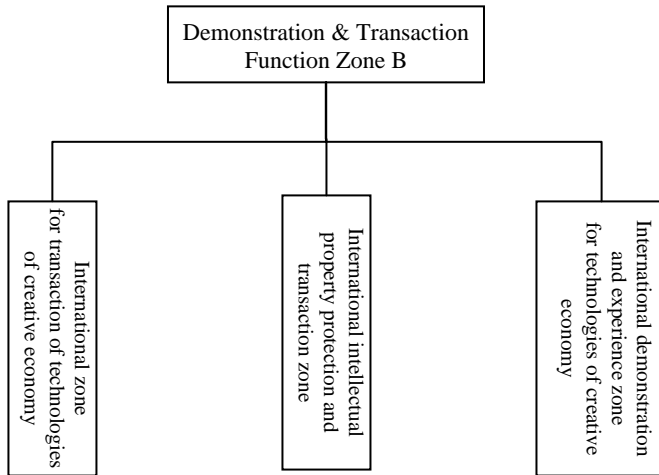 Demonstration & Transaction
Function Zone B
International zone
for transaction of technologies
of creative economy
International intellectual
property protection and
transaction zone
International demonstration
and experience zone
for technologies of creative
economy